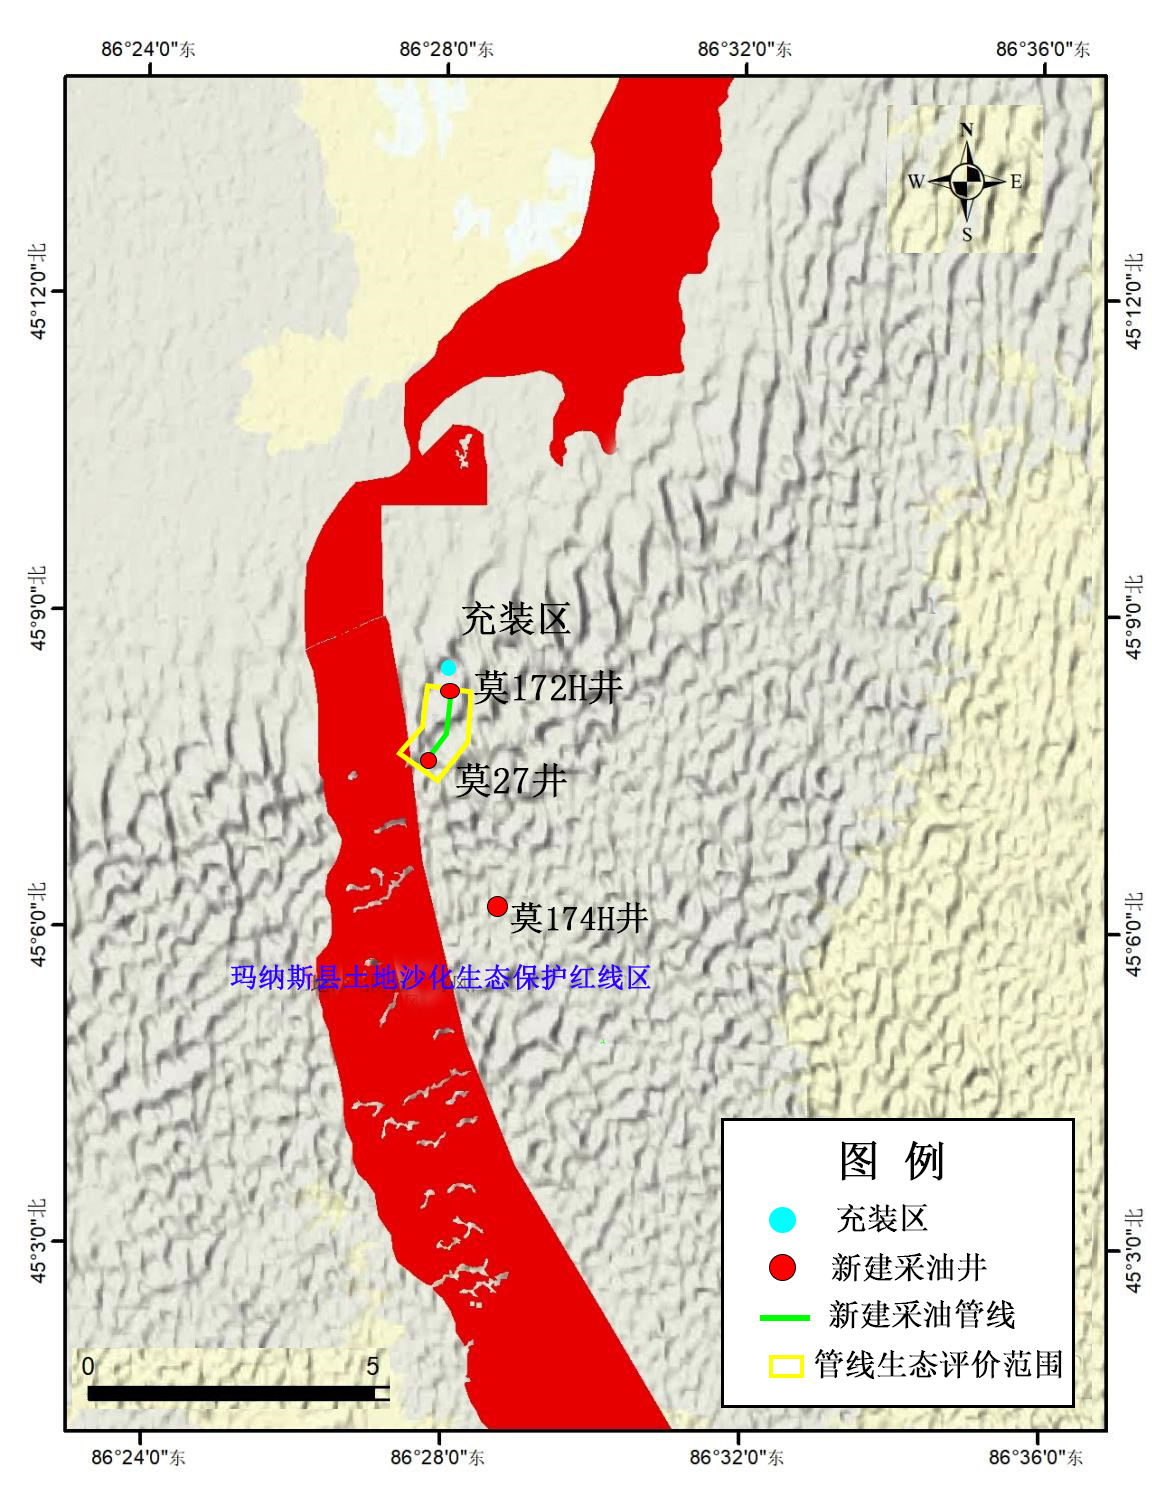 86°24'0"东
86°28'0"东
86°32'0"东
86°36'0"东
N
W
E
S
45°12'0"北
45°12'0"北
45°9'0"北
45°9'0"北
充装区
莫172H井
莫27井
45°6'0"北
45°6'0"北
莫174H井
玛纳斯县土地沙化生态保护红线区
45°3'0"北
45°3'0"北
图 例
充装区
新建采油井
新建采油管线
管线生态评价范围
0
5
86°24'0"东
86°28'0"东
86°32'0"东
86°36'0"东